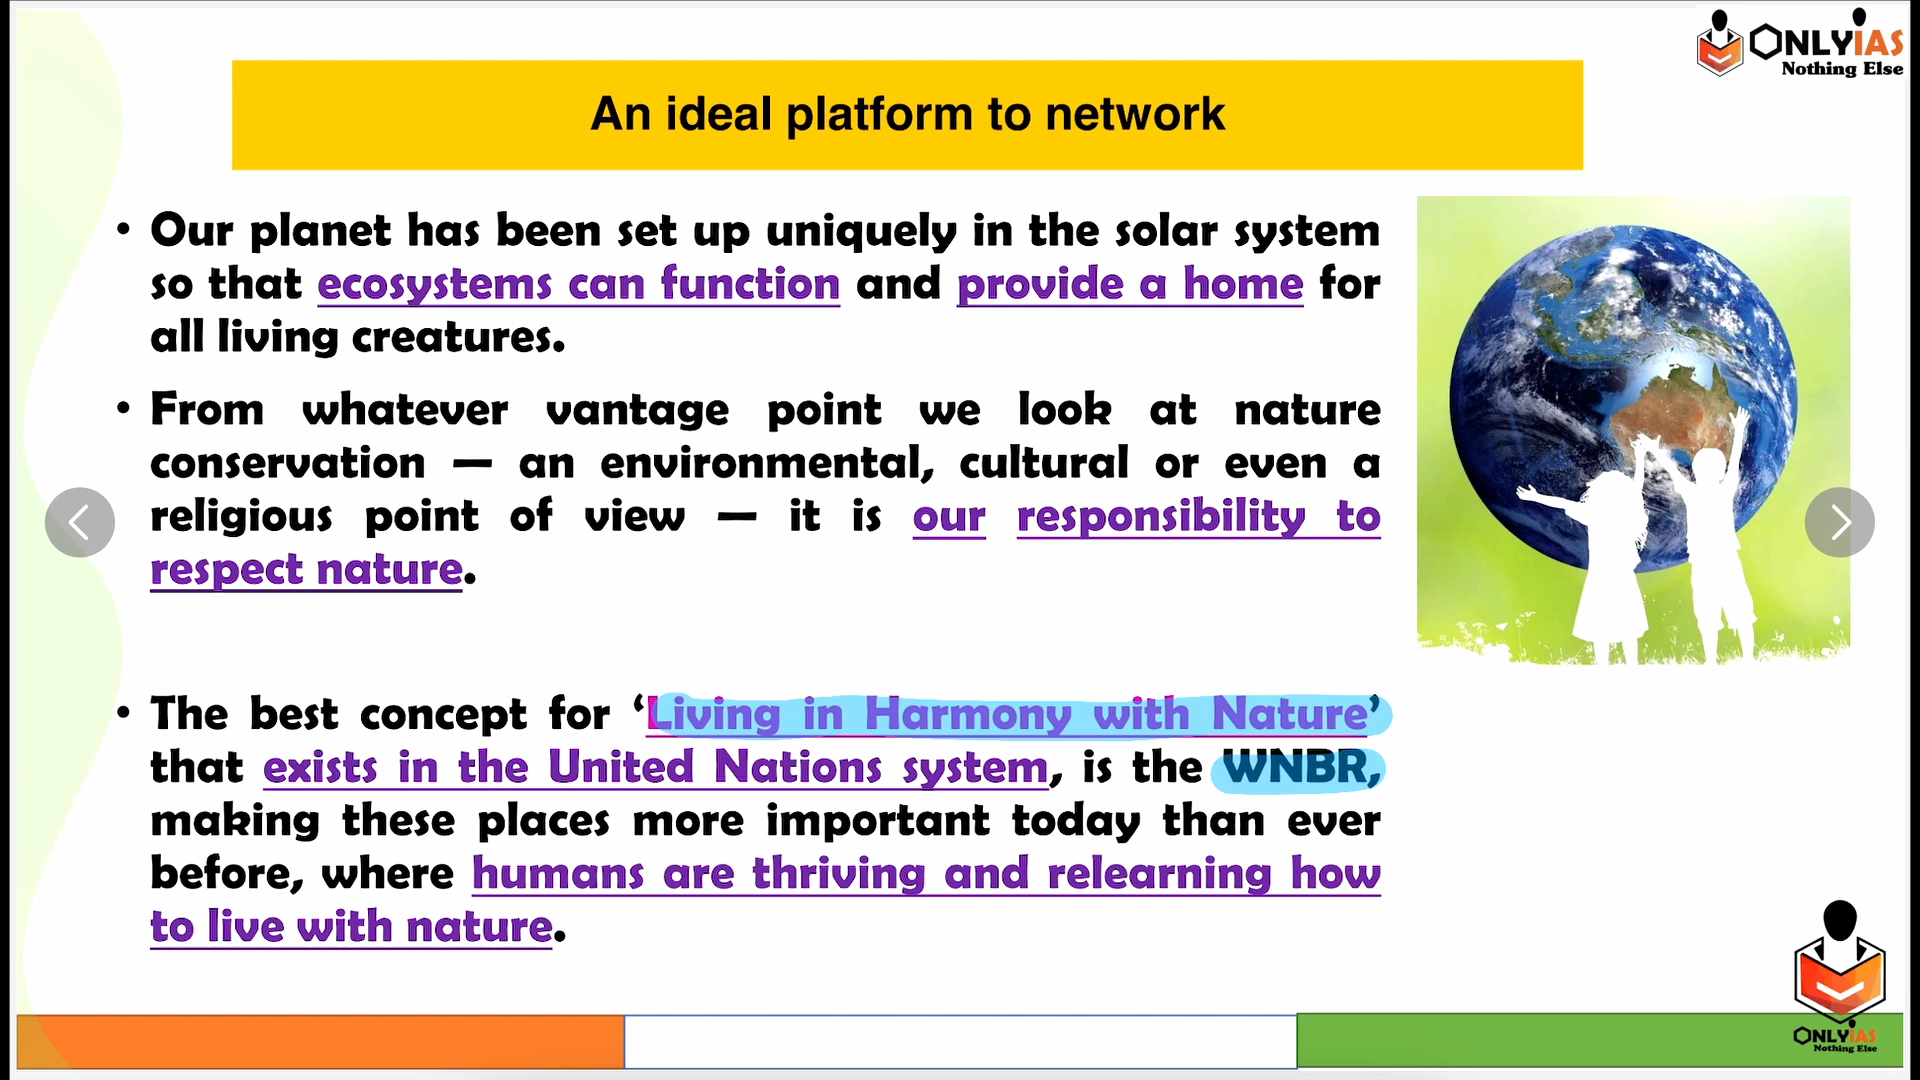 ONLYIAS
Nothing Else
An ideal platform to network
• Our planet has been set up uniquely in the solar system
so that ecosystems can function and provide a home for
all living creatures.
• From whatever vantage point we look at nature
conservation — an environmental, cultural or even a
religious point of view — it is our responsibility to
respect nature.
• The best concept for ‘Living in Harmony with Nature’
that exists in the United Nations system, is the WNBR,
making these places more important today than ever
before, where humans are thriving and relearning how
to live with nature.
ONLYIAS
Nothing Else